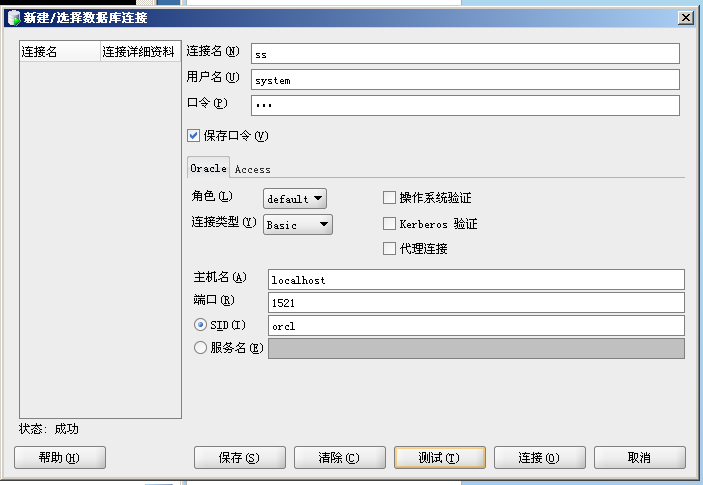 新建/选择数据库连接
连接名 连接详细资料
连接名(N) ss
用户名(U) system
口令(P) •••
保存口令(V)
Oracle Access
角色(L) default 操作系统验证
连接类型(Y) Basic Kerberos 验证
代理连接
主机名(A) localhost
端口(R) 1521
SID(I) orcl
服务名(E)
状态: 成功
帮助(H) 保存(S) 清除(C) 测试(T) 连接(O) 取消